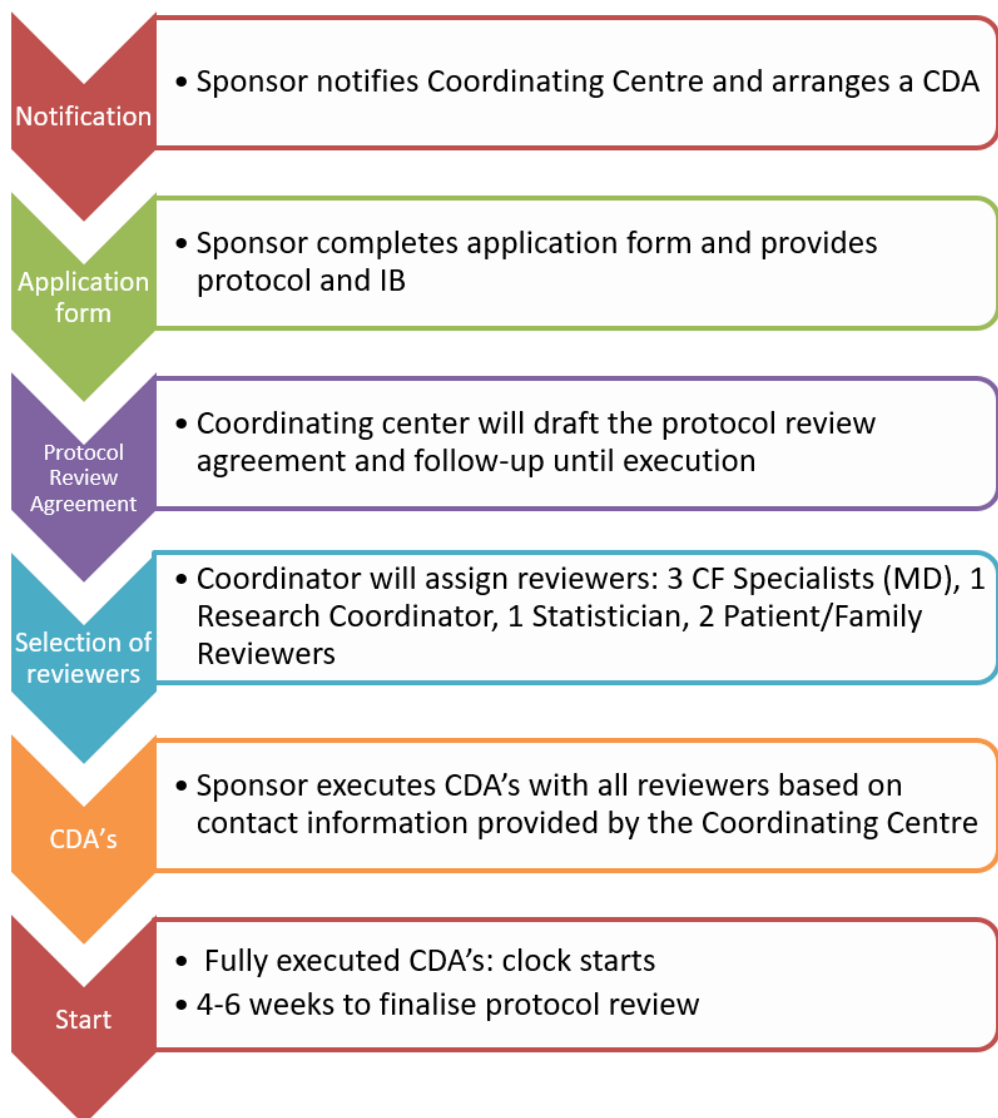 Notification
• Sponsor notifies Coordinating Centre and arranges a CDA
Application
form
• Sponsor completes application form and provides
protocol and IB
Protocol
Review
Agreement
• Coordinating center will draft the protocol review
agreement and follow-up until execution
Selection of
reviewers
• Coordinator will assign reviewers: 3 CF Specialists (MD), 1
Research Coordinator, 1 Statistician, 2 Patient/Family
Reviewers
CDA’s
• Sponsor executes CDA’s with all reviewers based on
contact information provided by the Coordinating Centre
Start
• Fully executed CDA’s: clock starts
• 4-6 weeks to finalise protocol review